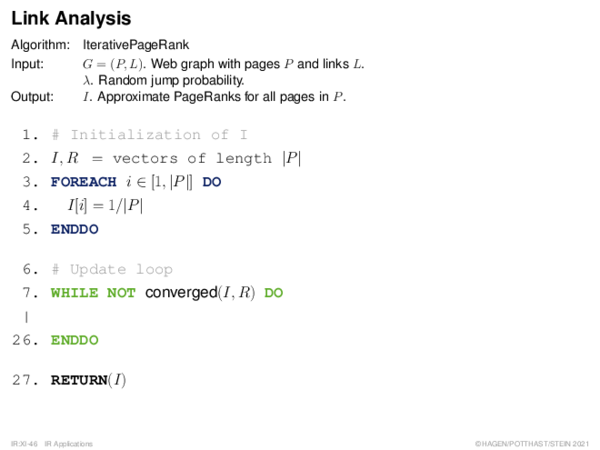 Link Analysis
Algorithm: IterativePageRank
Input: G = (P, L). Web graph with pages P and links L.
λ. Random jump probability.
Output: I. Approximate PageRanks for all pages in P.
1. # Initialization of I
2. I, R = vectors of length |P|
3. FOREACH i ∈ [1, |P|] DO
4. I[i] = 1/|P|
5. ENDDO
6. # Update loop
7. WHILE NOT converged(I, R) DO
|
26. ENDDO
27. RETURN(I)
IR:XI-46 IR Applications ©HAGEN/POTTHAST/STEIN 2021